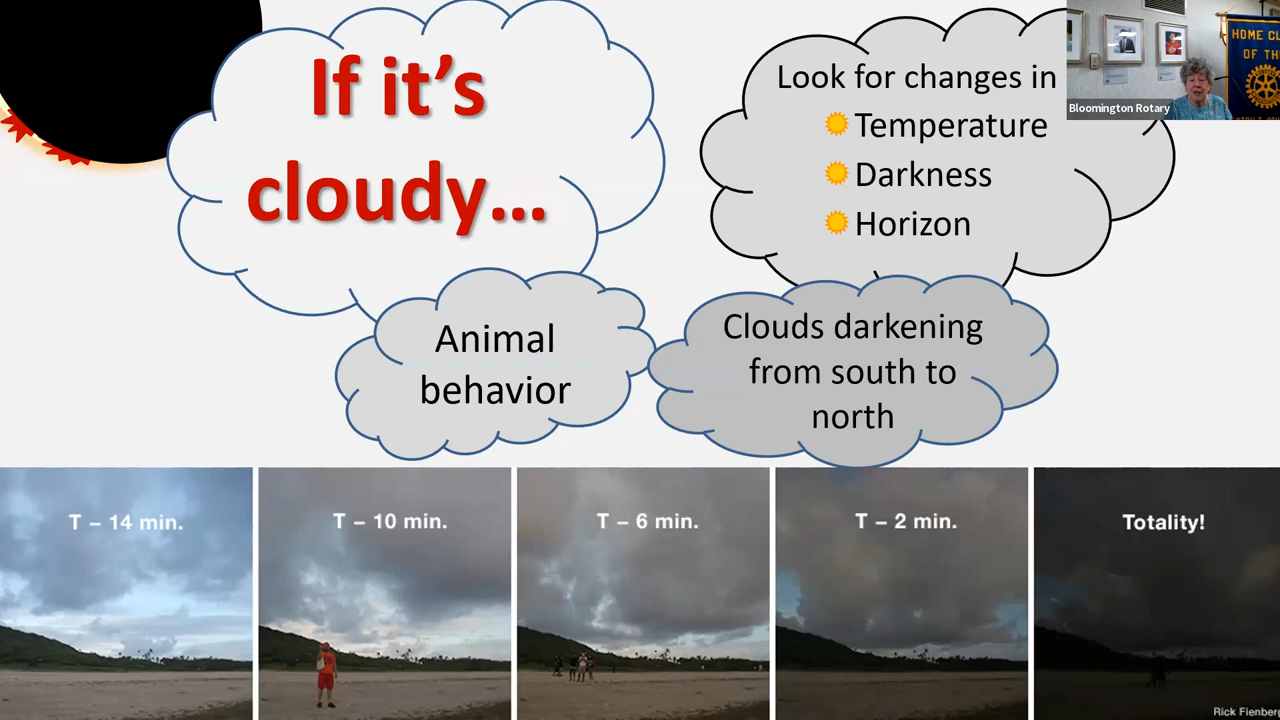 If it's
cloudy...
Look for changes in
Temperature
Darkness
Horizon
Bloomington Rotary
HOME CL
OF TH
Animal
behavior
Clouds darkening
from south to
north
T – 14 min.
T – 10 min.
T – 6 min.
T – 2 min.
Totality!
Rick Fienberg